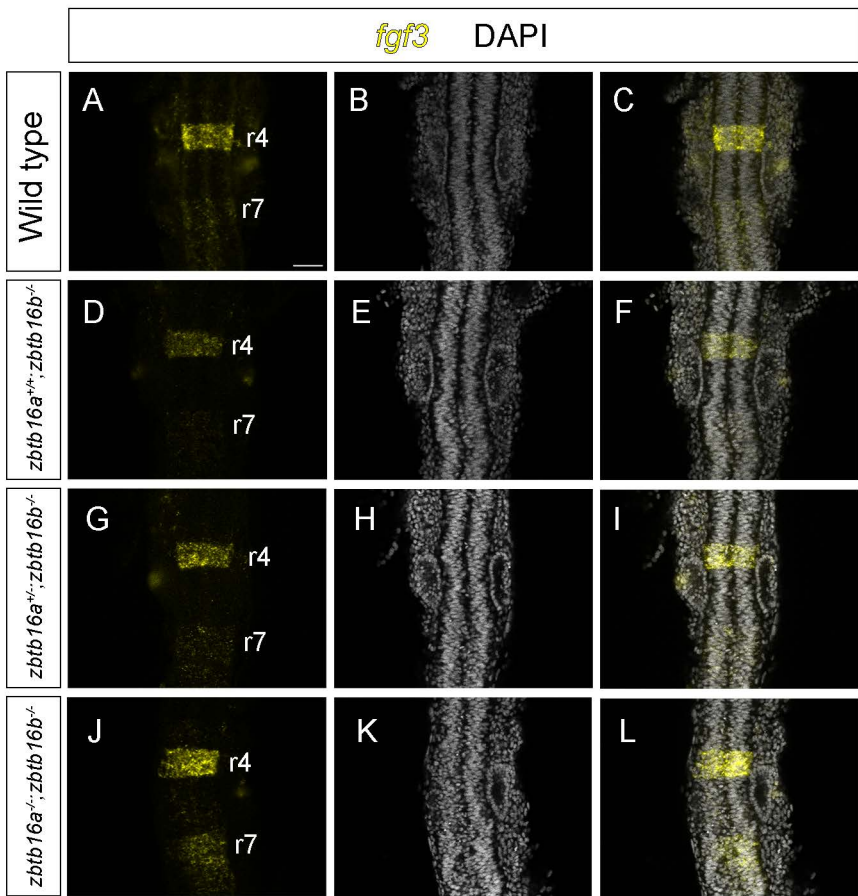 fgf3 DAPI
Wild type
A
r4
r7
B
C
zbtb16a+/+;zbtb16b-/-
D
r4
r7
E
F
zbtb16a+/-;zbtb16b-/-
G
r4
r7
H
I
zbtb16a-/-;zbtb16b-/-
J
r4
r7
K
L